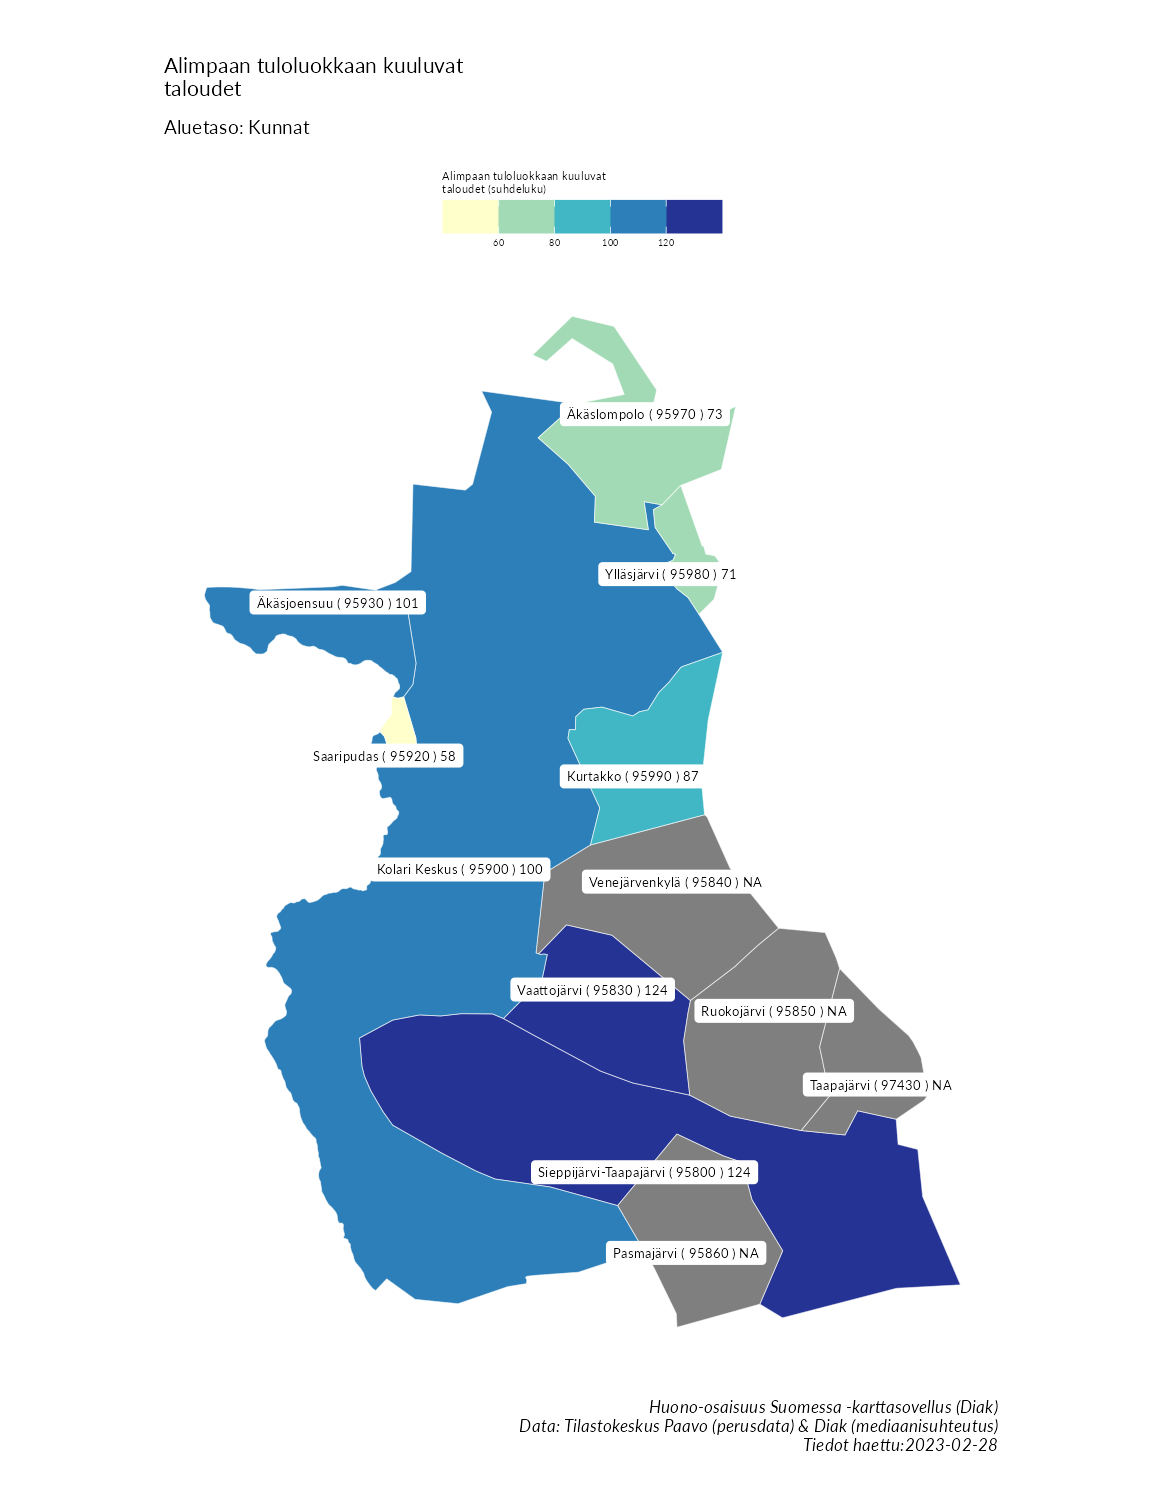 Alimpaan tuloluokkaan kuuluvat
taloudet
Aluetaso: Kunnat
Alimpaan tuloluokkaan kuuluvat
taloudet (suhdeluku)
60 80 100 120
Äkäslompolo ( 95970 ) 73
Ylläsjärvi ( 95980 ) 71
Äkäsjoensuu ( 95930 ) 101
Saaripudas ( 95920 ) 58
Kurtakko ( 95990 ) 87
Kolari Keskus ( 95900 ) 100
Venejärvenkylä ( 95840 ) NA
Vaattojärvi ( 95830 ) 124
Ruokojärvi ( 95850 ) NA
Taapajärvi ( 97430 ) NA
Sieppijärvi-Taapajärvi ( 95800 ) 124
Pasmajärvi ( 95860 ) NA
Huono-osaisuus Suomessa -karttasovellus (Diak)
Data: Tilastokeskus Paavo (perusdata) & Diak (mediaanisuhteutus)
Tiedot haettu:2023-02-28